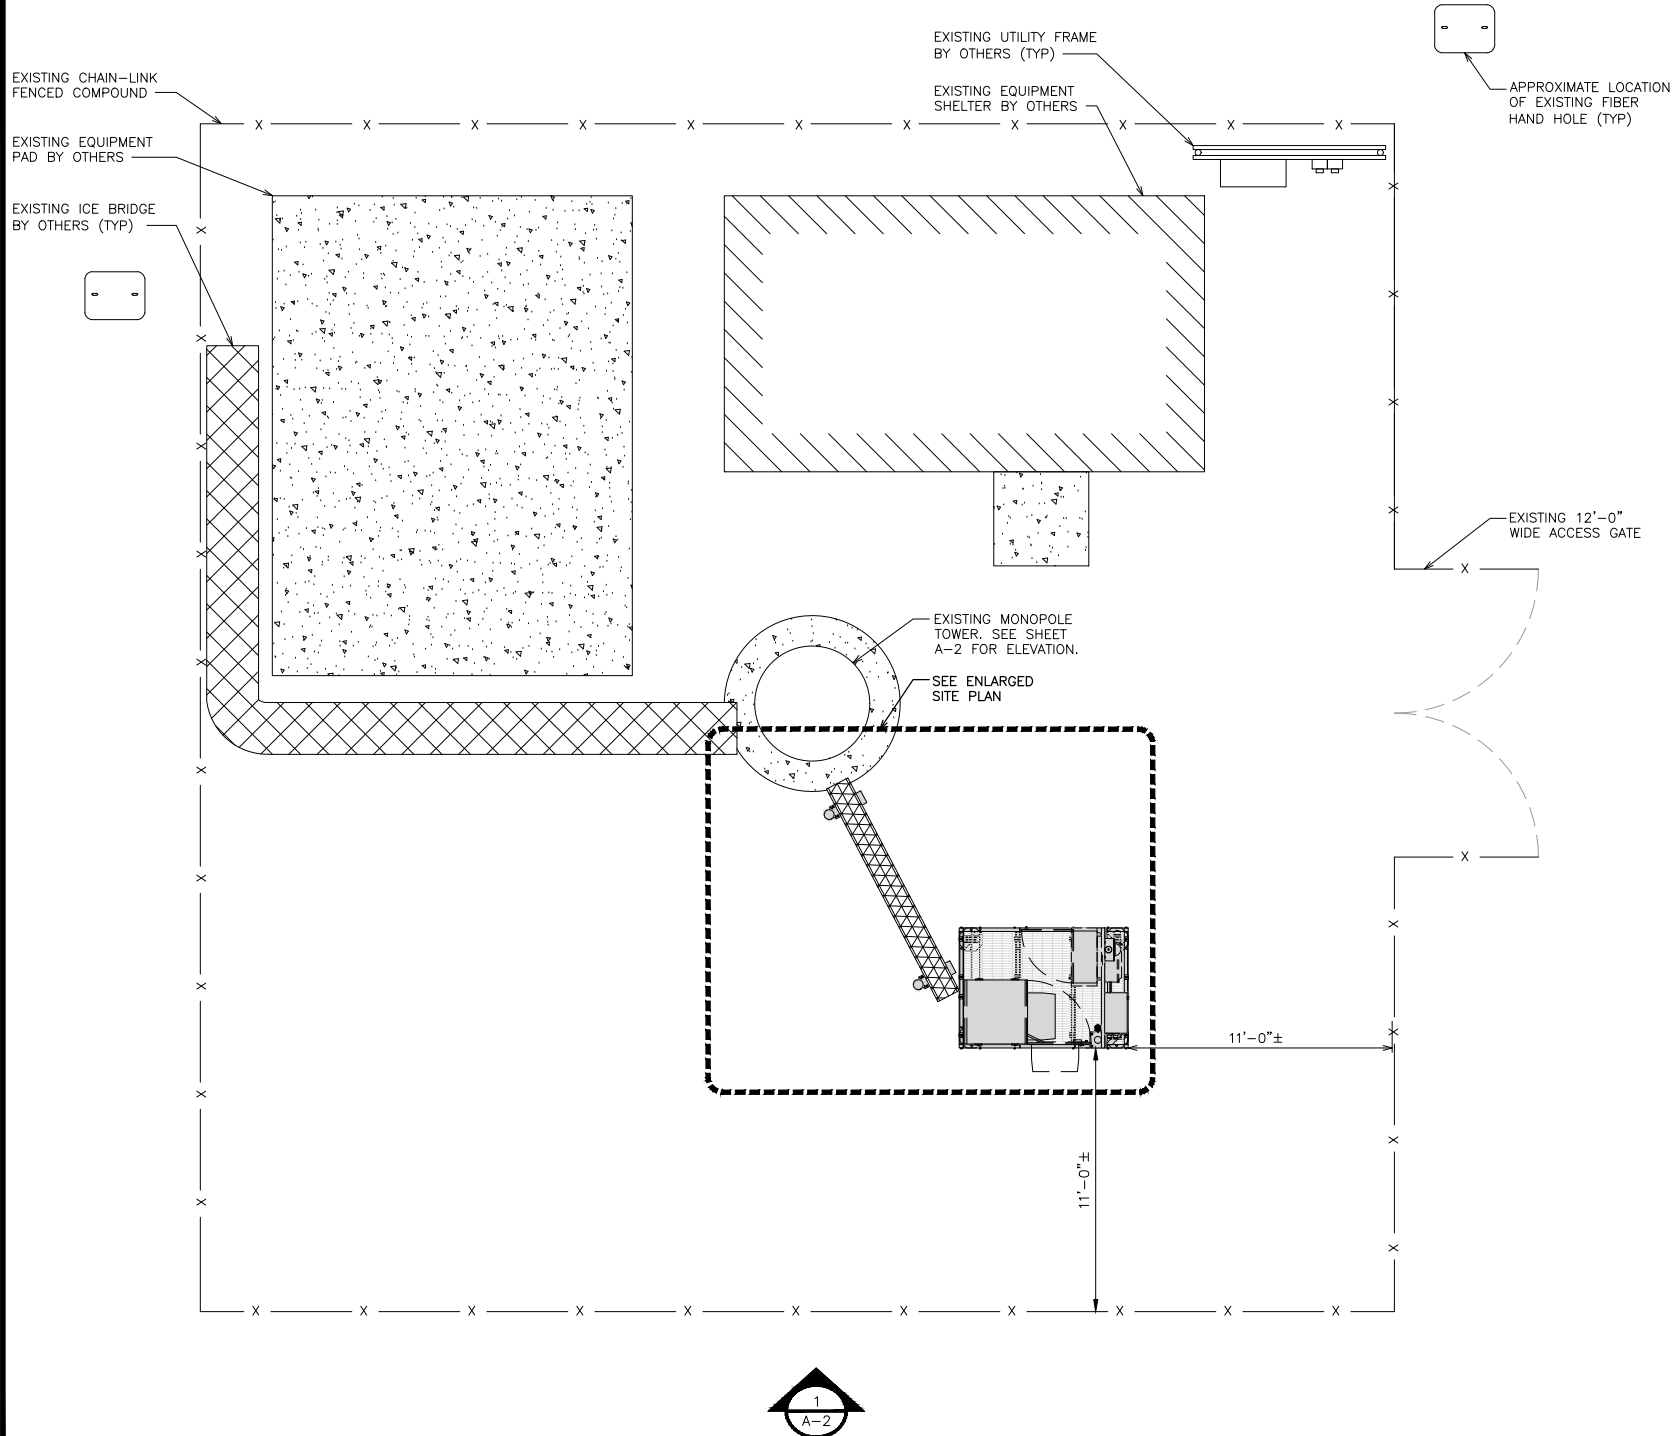 EXISTING UTILITY FRAME
BY OTHERS (TYP)
EXISTING CHAIN-LINK
FENCED COMPOUND
EXISTING EQUIPMENT
SHELTER BY OTHERS
APPROXIMATE LOCATION
OF EXISTING FIBER
HAND HOLE (TYP)
EXISTING EQUIPMENT
PAD BY OTHERS
EXISTING ICE BRIDGE
BY OTHERS (TYP)
EXISTING 12'-0"
WIDE ACCESS GATE
EXISTING MONOPOLE
TOWER. SEE SHEET
A-2 FOR ELEVATION.
SEE ENLARGED
SITE PLAN
11'-0"±
11'-0"±
1
A-2